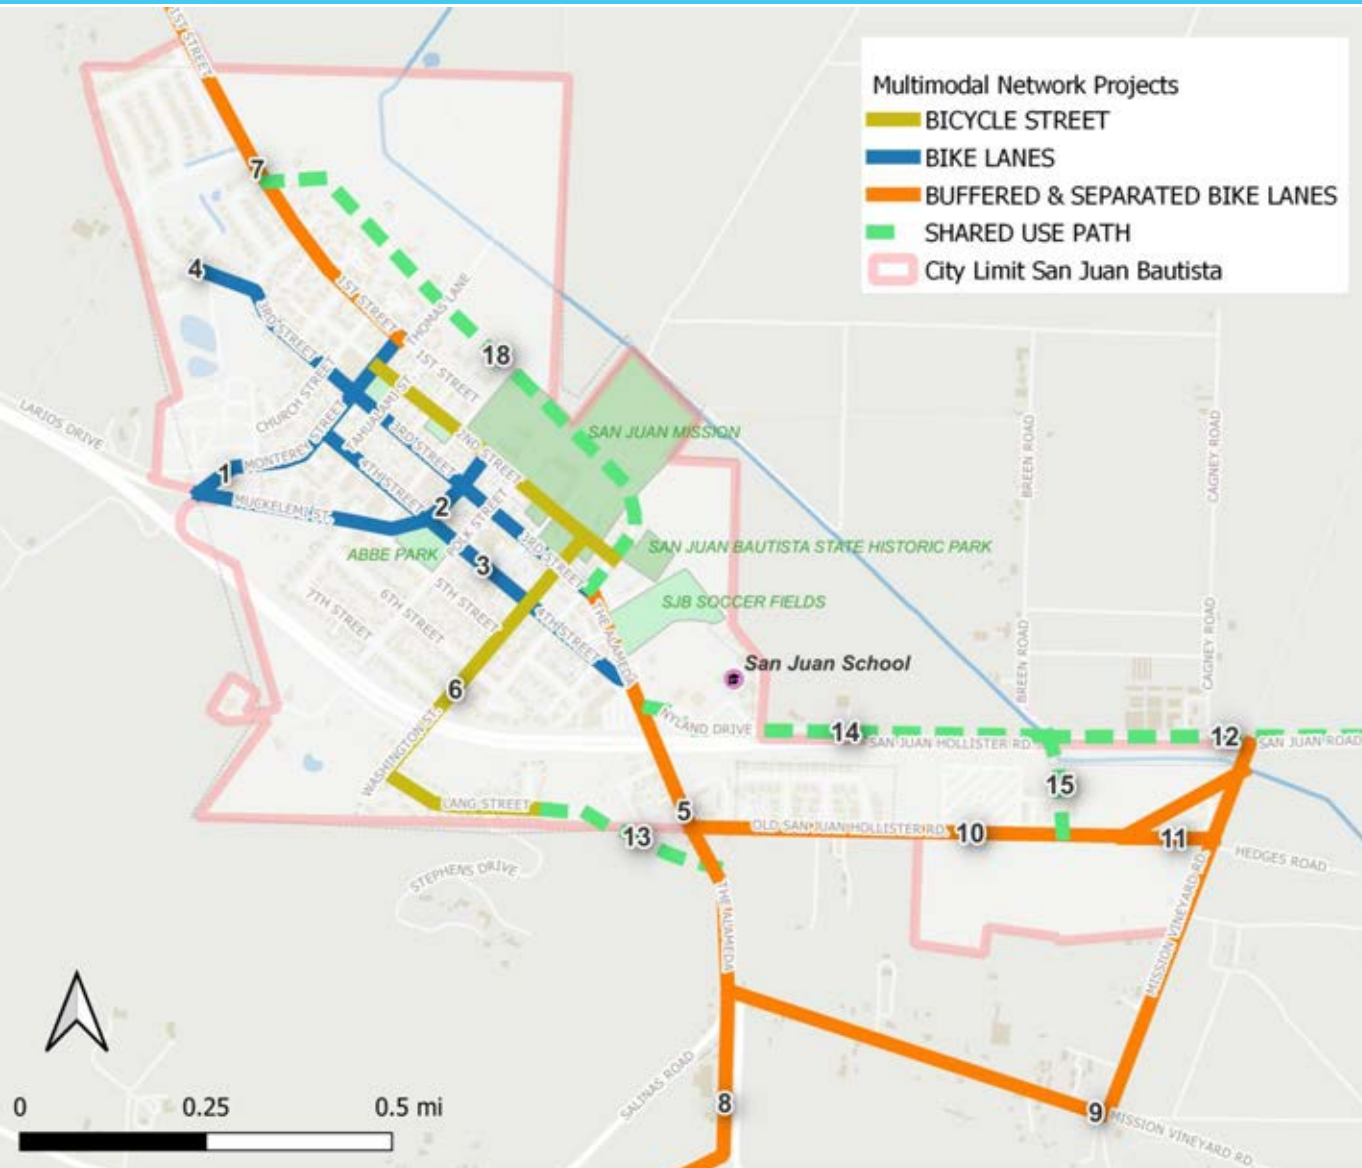 1ST STREET
Multimodal Network Projects
BICYCLE STREET
BIKE LANES
BUFFERED & SEPARATED BIKE LANES
SHARED USE PATH
City Limit San Juan Bautista
7
4
1ST STREET
THOMAS LANE
3RD STREET
18
1ST STREET
CHURCH STREET
LARIOS DRIVE
MONTEREY STREET
3RD STREET
2ND STREET
SAN JUAN MISSION
BREEN ROAD
CAGNEY ROAD
1
4TH STREET
MUCKELEMI ST.
2
POLK STREET
3RD STREET
ABBE PARK
3
SAN JUAN BAUTISTA STATE HISTORIC PARK
5TH STREET
6TH STREET
7TH STREET
4TH STREET
THE ALAMEDA
SJB SOCCER FIELDS
BREEN ROAD
CAGNEY ROAD
San Juan School
6
WASHINGTON ST.
NYLAND DRIVE
14
SAN JUAN HOLLISTER RD.
12
SAN JUAN ROAD
15
LANG STREET
5
13
OLD SAN JUAN HOLLISTER RD
10
11
HEDGES ROAD
STEPHENS DRIVE
THE ALAMEDA
MISSION VINEYARD RD.
SALINAS ROAD
8
9
MISSION VINEYARD RD.
0
0.25
0.5 mi